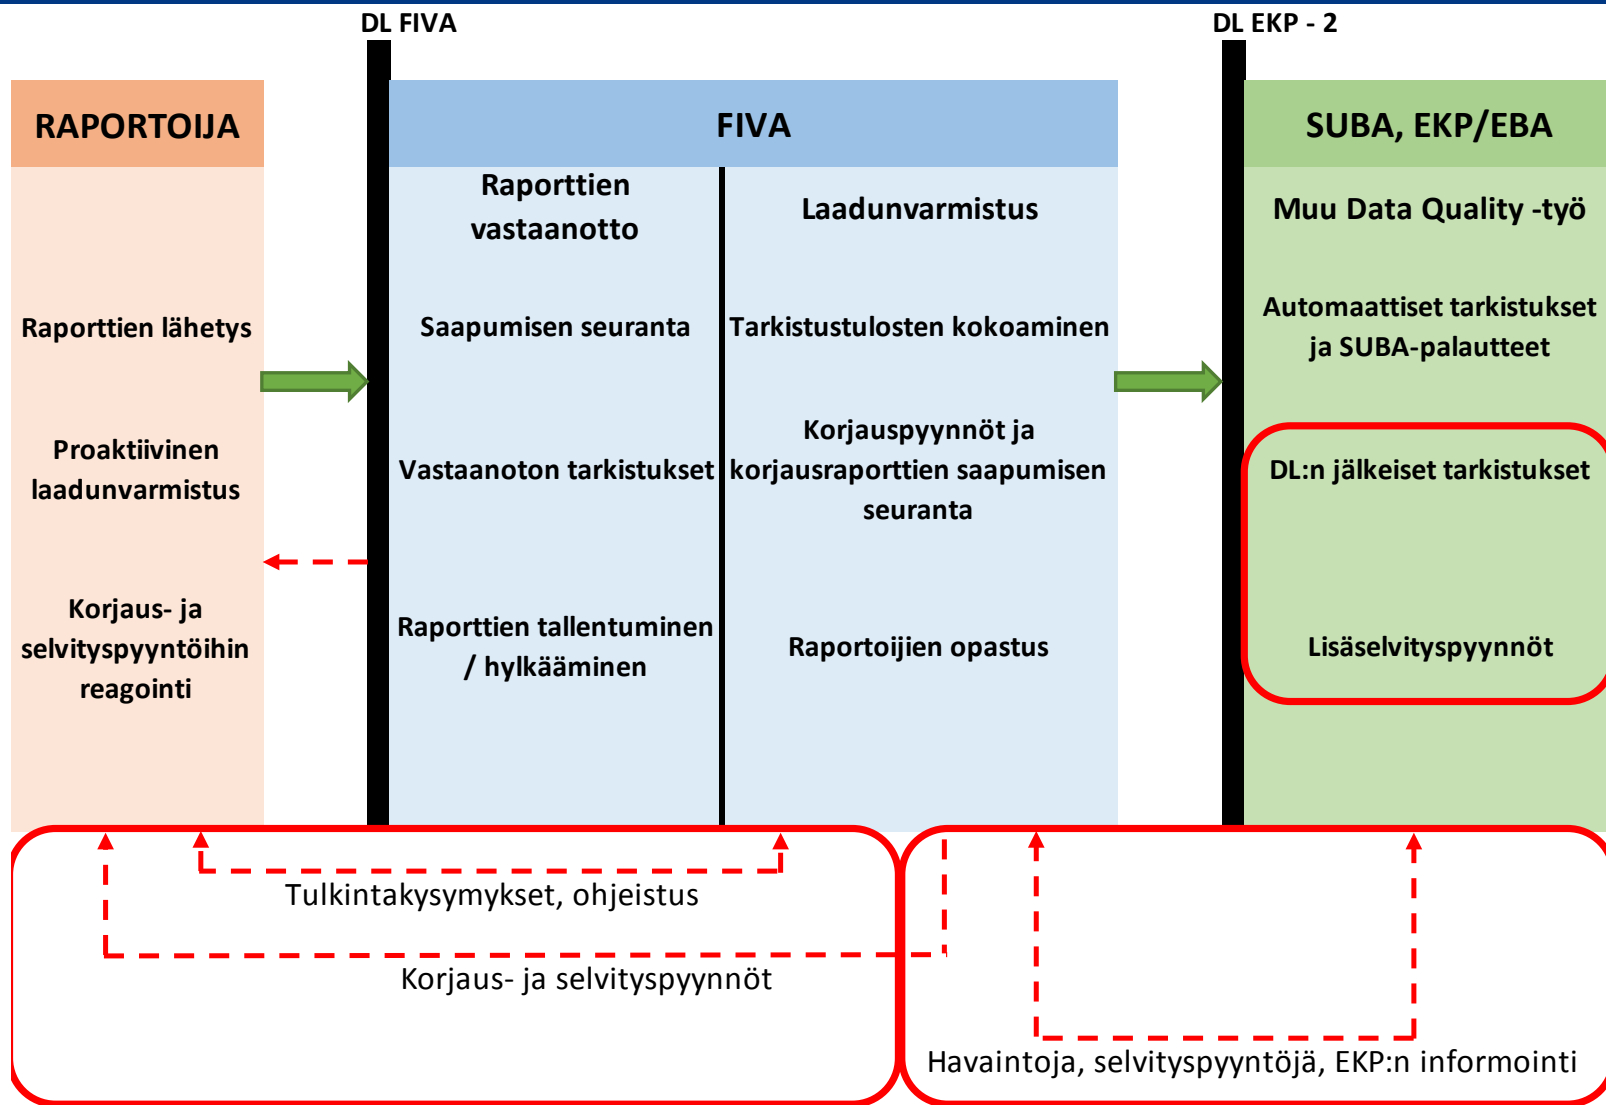 DL FIVA
DL EKP - 2
RAPORTOIJA
FIVA
SUBA, EKP/EBA
Raporttien
vastaanotto
Laadunvarmistus
Muu Data Quality -työ
Raporttien lähetys
Saapumisen seuranta
Tarkistustulosten kokoaminen
Automaattiset tarkistukset
ja SUBA-palautteet
Proaktiivinen
laadunvarmistus
Vastaanoton tarkistukset
Korjauspyynnöt ja
korjausraporttien saapumisen
seuranta
DL:n jälkeiset tarkistukset
Korjaus- ja
selvityspyyntöihin
reagointi
Raporttien tallentuminen
/ hylkääminen
Raportoijien opastus
Lisäselvityspyynnöt
Tulkintakysymykset, ohjeistus
Korjaus- ja selvityspyynnöt
Havaintoja, selvityspyyntöjä, EKP:n informointi